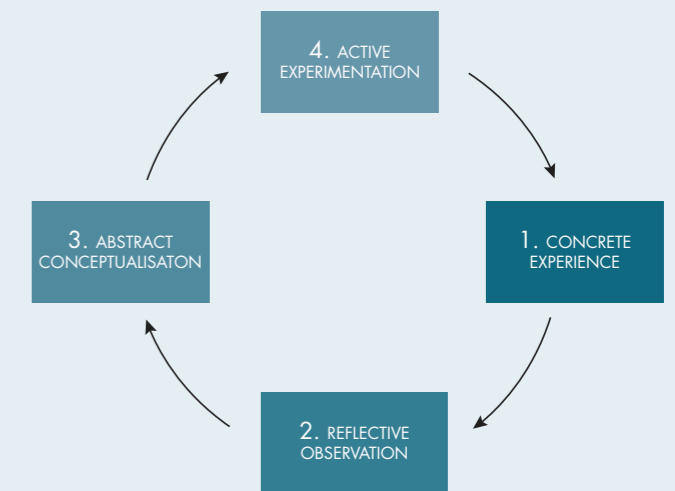 4. ACTIVE
EXPERIMENTATION
3. ABSTRACT
CONCEPTUALISATON
1. CONCRETE
EXPERIENCE
2. REFLECTIVE
OBSERVATION